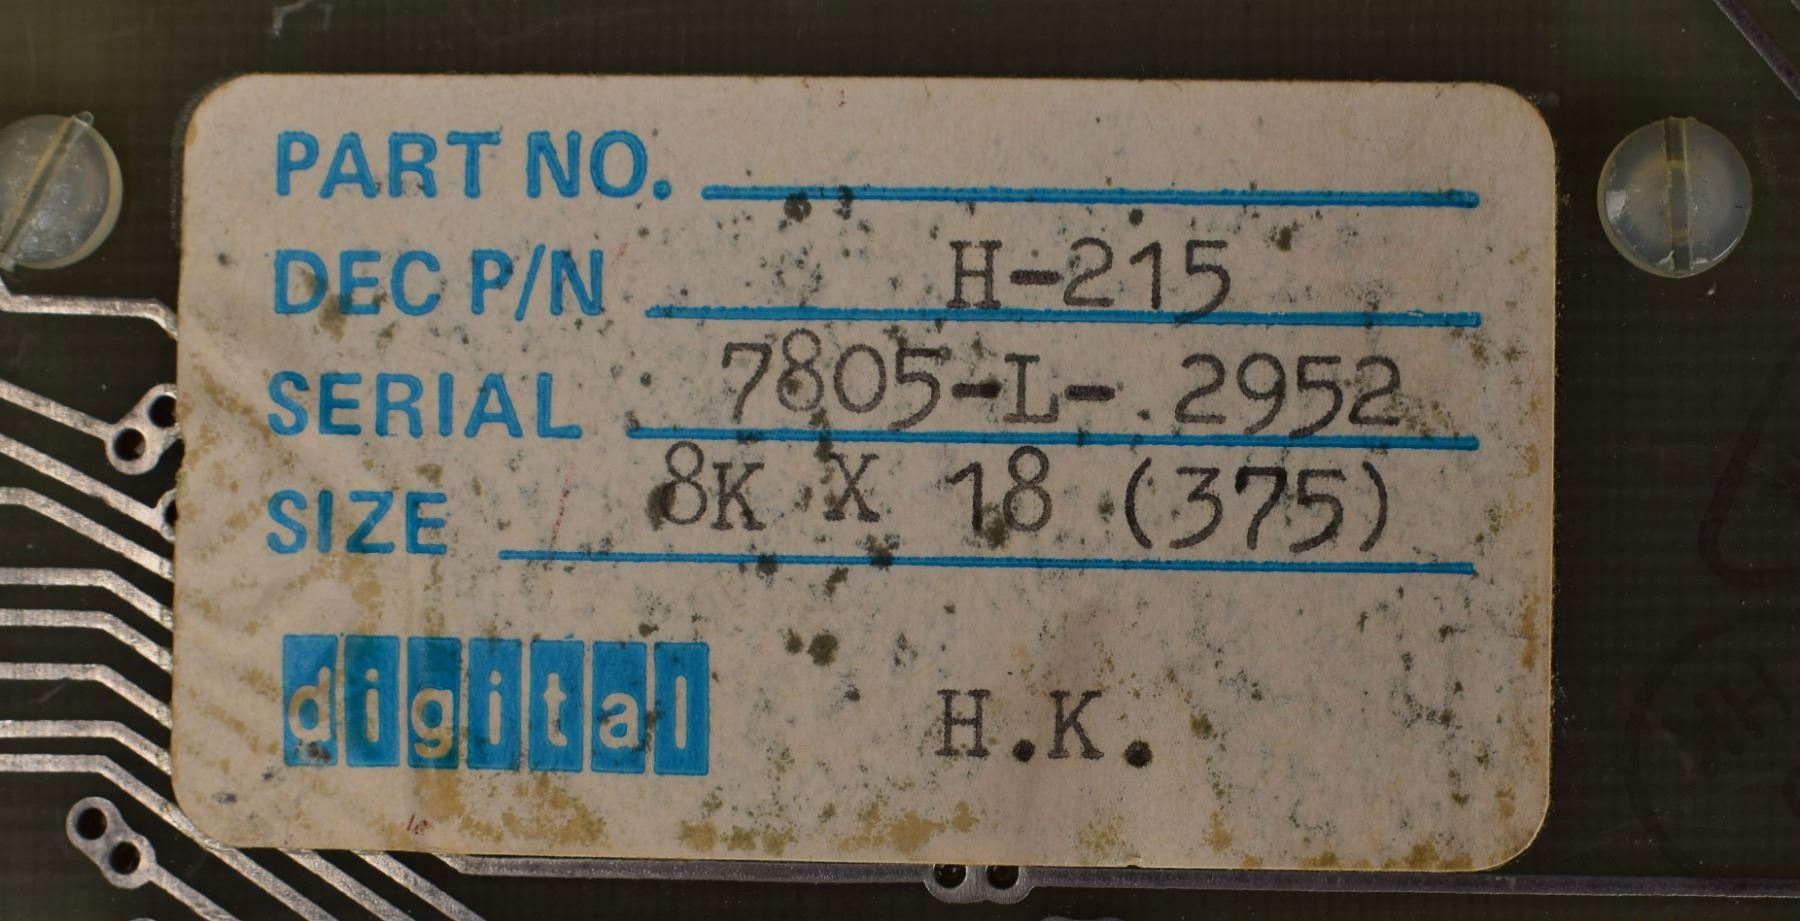 PART NO.
DEC P/N H-215
SERIAL 7805-L-. 2952
SIZE 8K X 18 (375)
digital H.K.